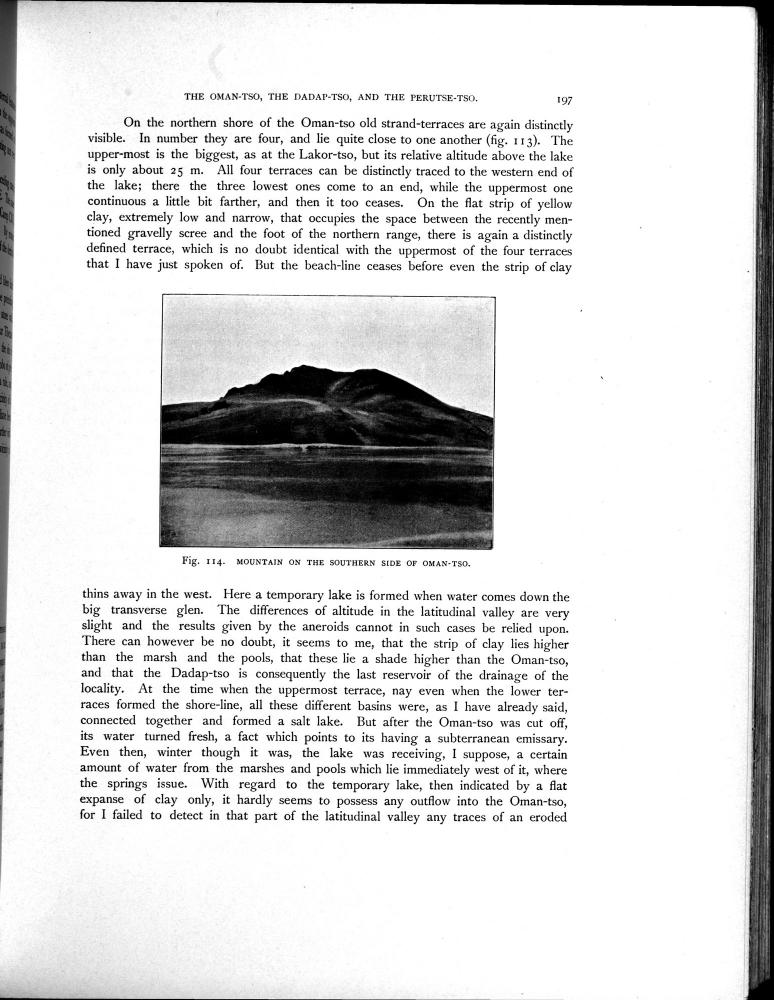 THE OMAN-TSO, THE DADAP-TSO, AND THE PERUTSE-TSO. 197
On the northern shore of the Oman-tso old strand-terraces are again distinctly
visible. In number they are four, and lie quite close to one another (fig. 113). The
upper-most is the biggest, as at the Lakor-tso, but its relative altitude above the lake
is only about 25 m. All four terraces can be distinctly traced to the western end of
the lake; there the three lowest ones come to an end, while the uppermost one
continuous a little bit farther, and then it too ceases. On the flat strip of yellow
clay, extremely low and narrow, that occupies the space between the recently men-
tioned gravelly scree and the foot of the northern range, there is again a distinctly
defined terrace, which is no doubt identical with the uppermost of the four terraces
that I have just spoken of. But the beach-line ceases before even the strip of clay
Fig. 114. MOUNTAIN ON THE SOUTHERN SIDE OF OMAN-TSO.
thins away in the west. Here a temporary lake is formed when water comes down the
big transverse glen. The differences of altitude in the latitudinal valley are very
slight and the results given by the aneroids cannot in such cases be relied upon.
There can however be no doubt, it seems to me, that the strip of clay lies higher
than the marsh and the pools, that these lie a shade higher than the Oman-tso,
and that the Dadap-tso is consequently the last reservoir of the drainage of the
locality. At the time when the uppermost terrace, nay even when the lower ter-
races formed the shore-line, all these different basins were, as I have already said,
connected together and formed a salt lake. But after the Oman-tso was cut off,
its water turned fresh, a fact which points to its having a subterranean emissary.
Even then, winter though it was, the lake was receiving, I suppose, a certain
amount of water from the marshes and pools which lie immediately west of it, where
the springs issue. With regard to the temporary lake, then indicated by a flat
expanse of clay only, it hardly seems to possess any outflow into the Oman-tso,
for I failed to detect in that part of the latitudinal valley any traces of an eroded